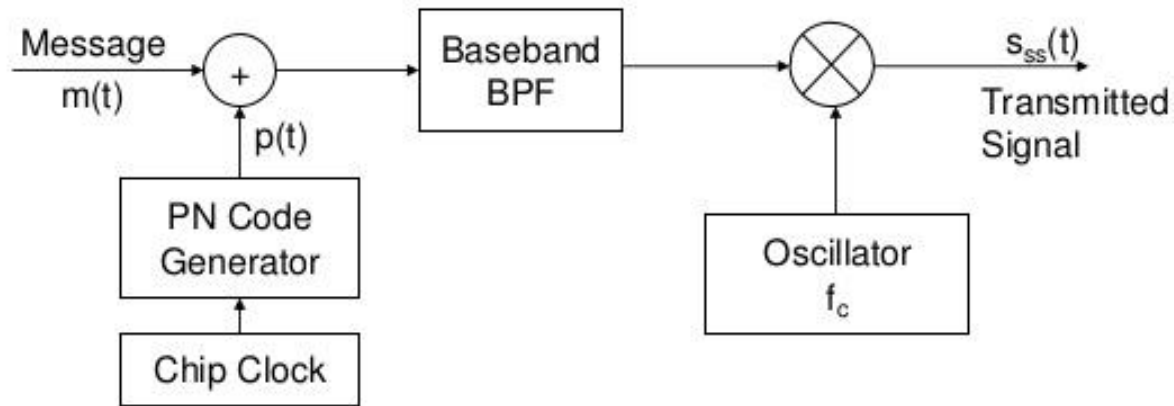 Message
m(t)
+
p(t)
PN Code
Generator
Chip Clock
Baseband
BPF
Oscillator
f_c
s_ss(t)
Transmitted
Signal